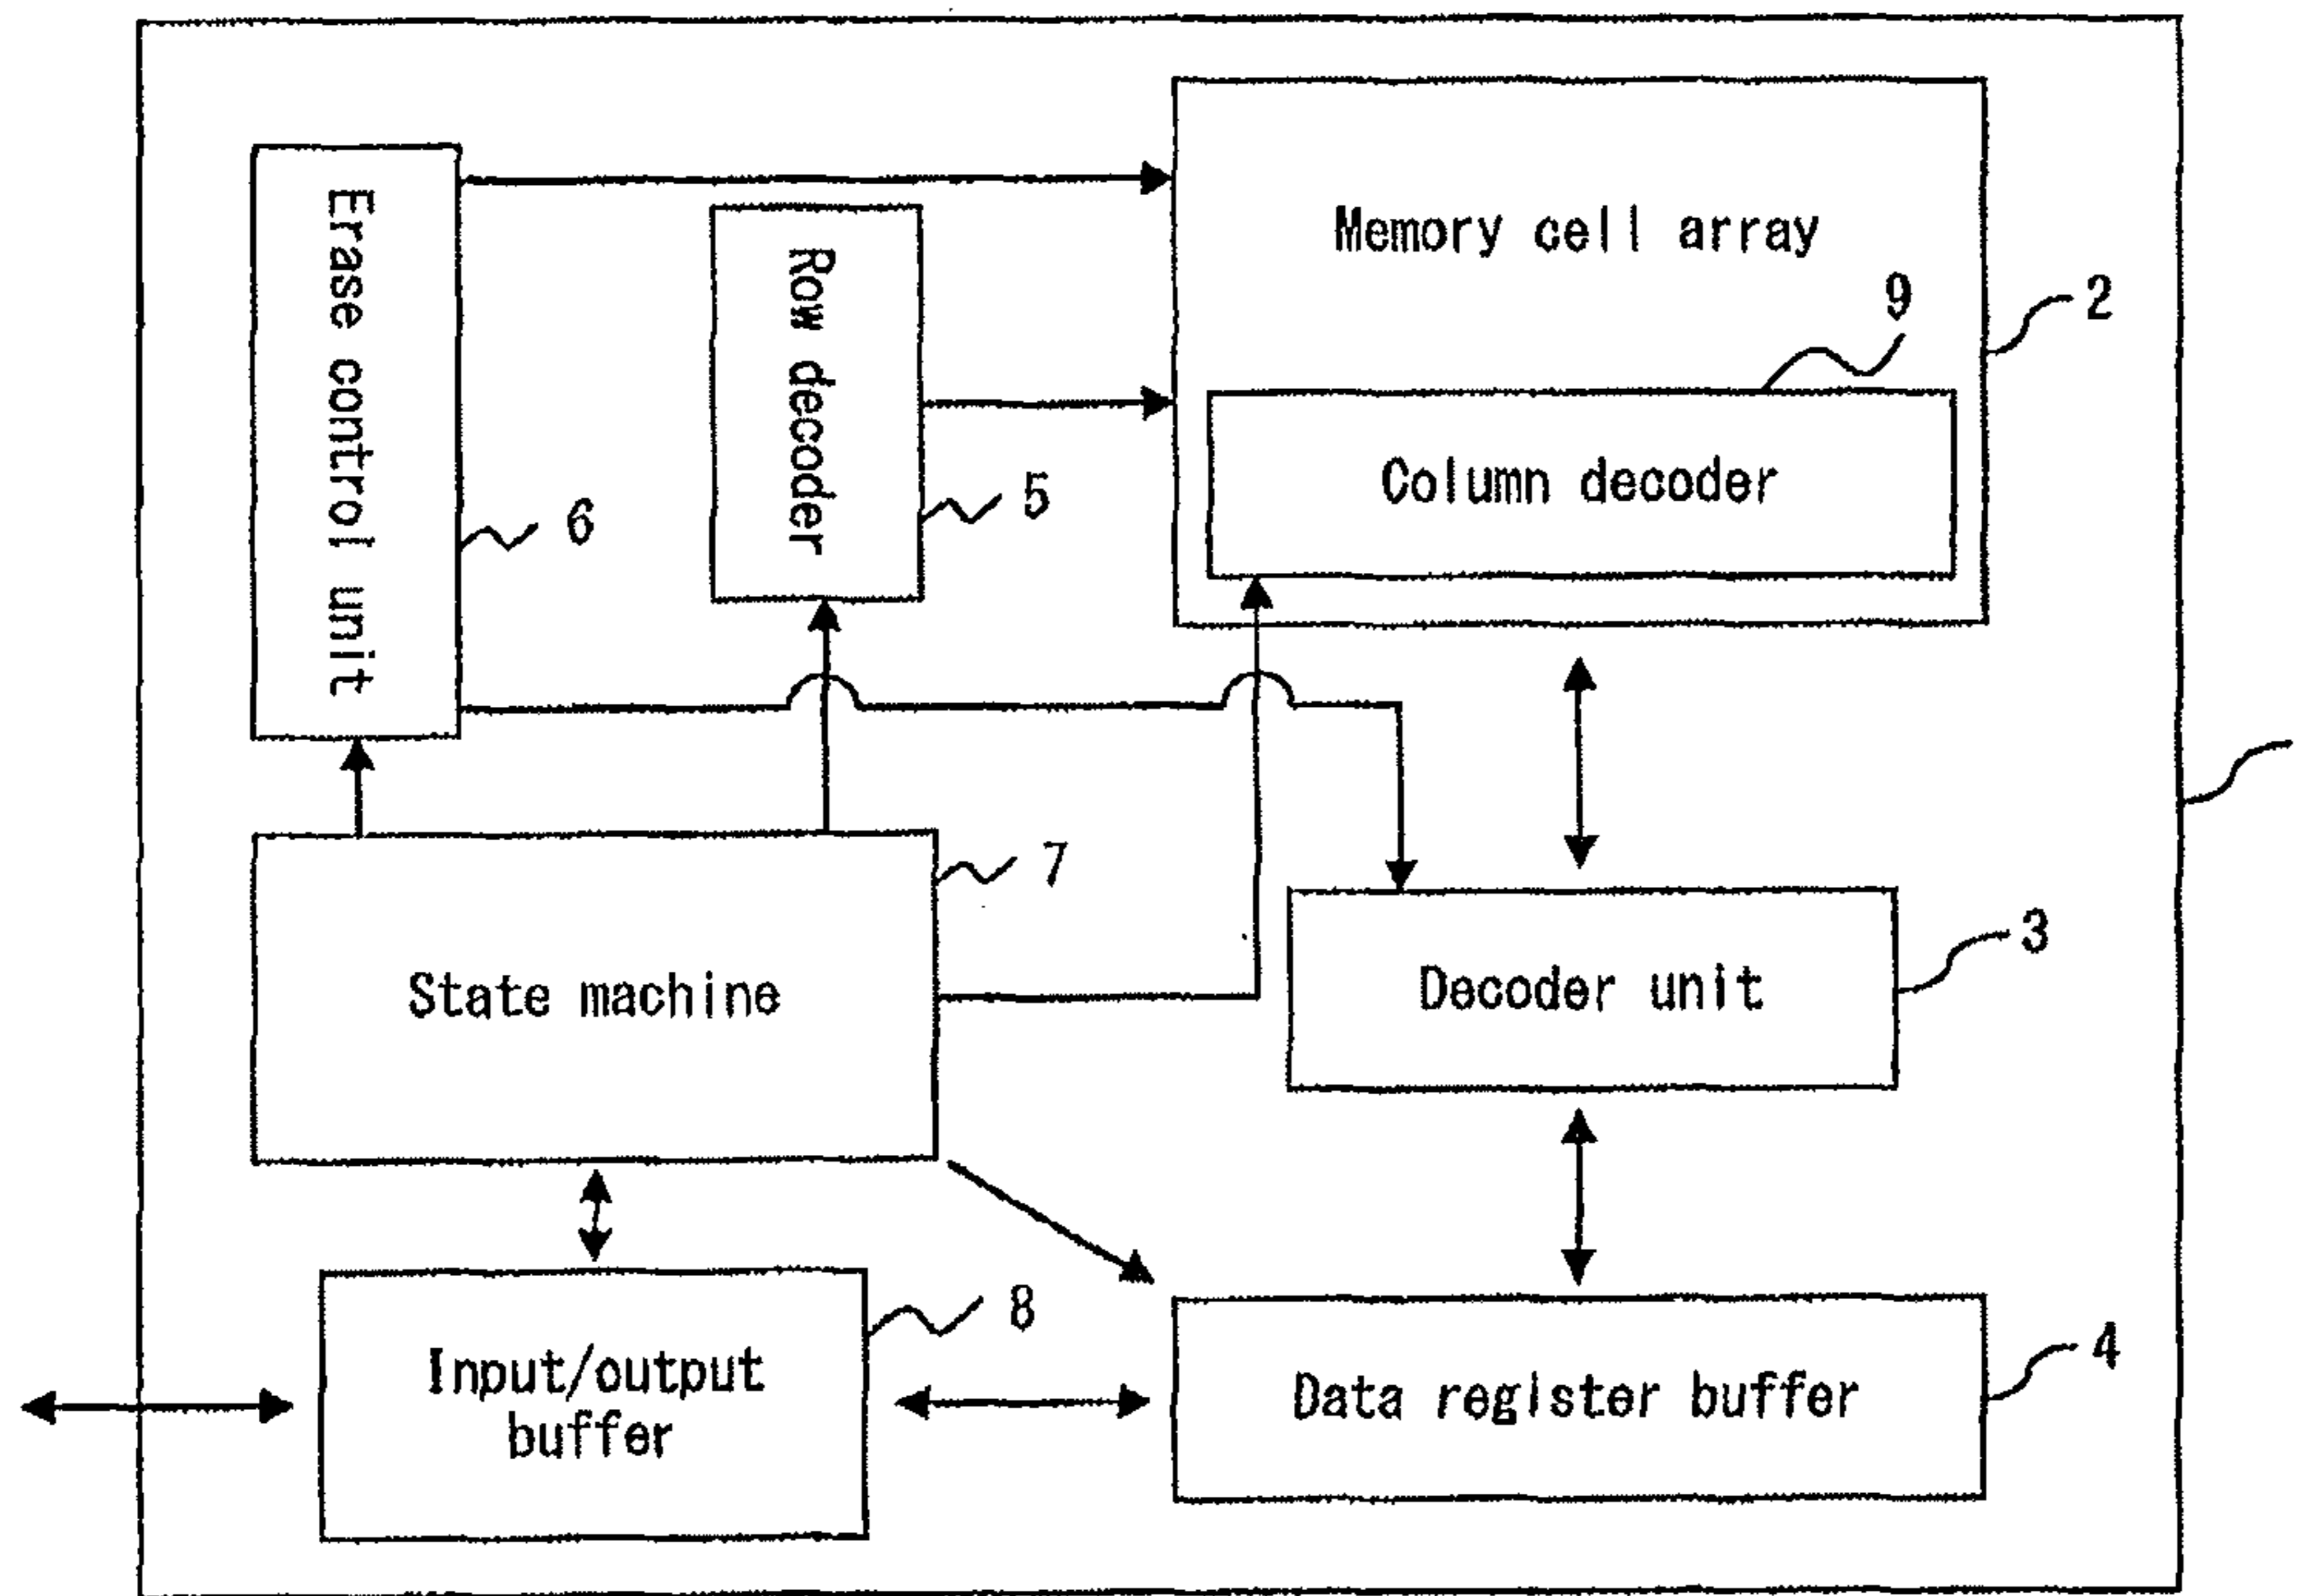 Memory cell array
9
2
Erase control unit
Row decoder
Column decoder
5
6
7
State machine
3
Decoder unit
8
Input/output
buffer
4
Data register buffer